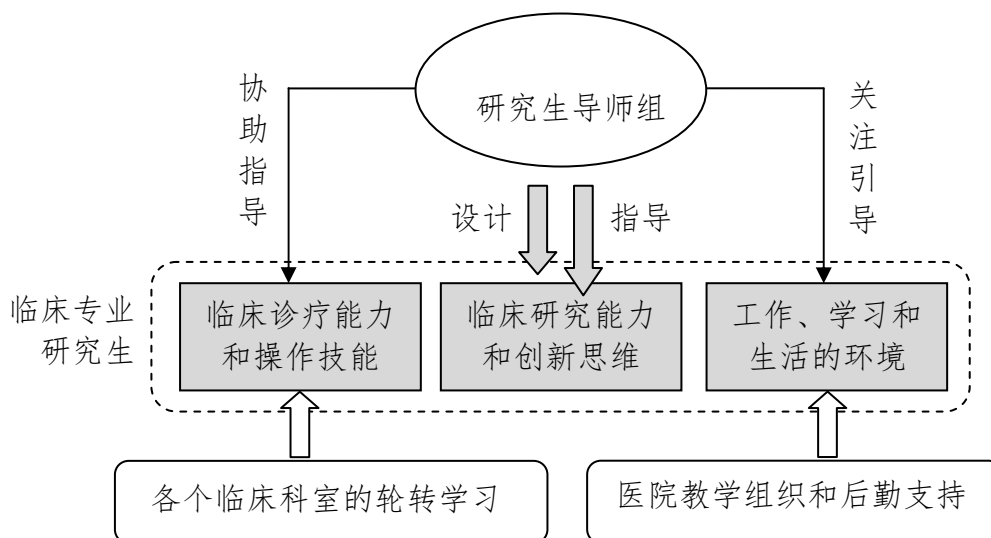 研究生导师组
协助指导
关注引导
设计
指导
临床专业
研究生
临床诊疗能力
和操作技能
临床研究能力
和创新思维
工作、学习和
生活的环境
各个临床科室的轮转学习
医院教学组织和后勤支持